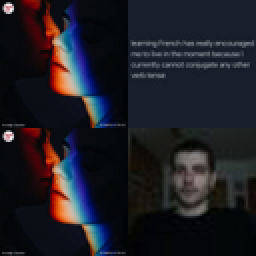 learning French has really encouraged
me to live in the moment because I
currently cannot conjugate any other
verb tense